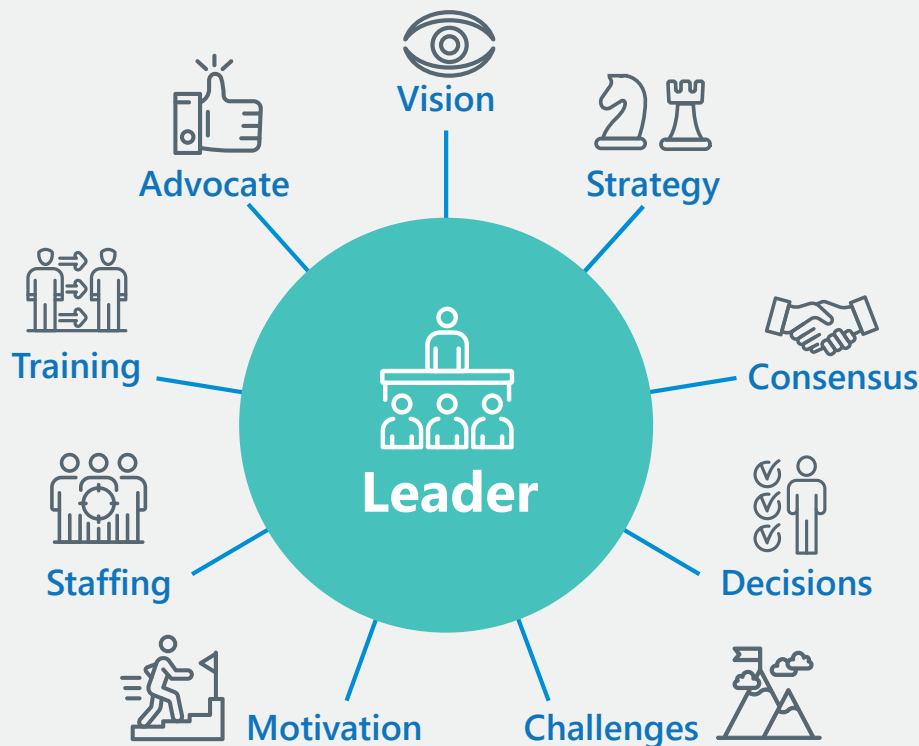 Vision
Advocate
Strategy
Training
Consensus
Leader
Staffing
Decisions
Motivation
Challenges